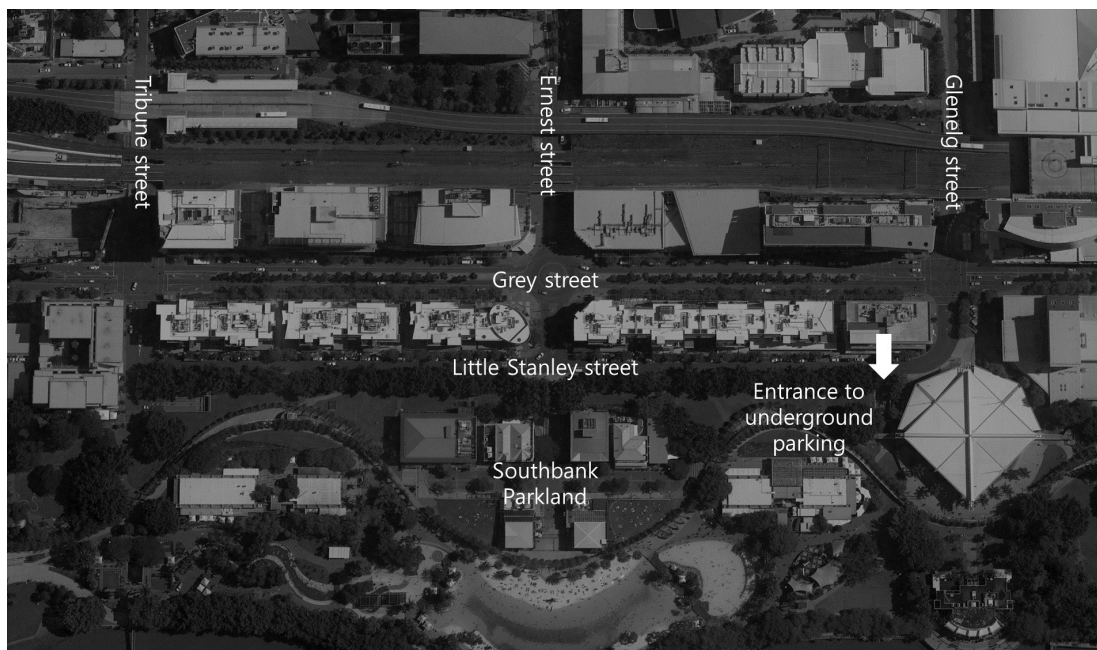 Tribune street
Ernest street
Glenelg street
Grey street
Little Stanley street
Entrance to
underground
parking
Southbank
Parkland